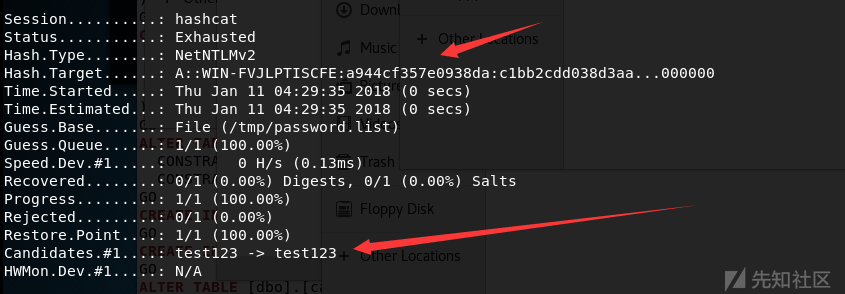 Session..........: hashcat
Status...........: Exhausted
Hash.Type........: NetNTLMv2
Hash.Target......: A::WIN-FVJLPTISCFE:a944cf357e0938da:c1bb2cdd038d3aa...000000
Time.Started.....: Thu Jan 11 04:29:35 2018 (0 secs)
Time.Estimated...: Thu Jan 11 04:29:35 2018 (0 secs)
Guess.Base.......: File (/tmp/password.list)
Guess.Queue......: 1/1 (100.00%)
Speed.Dev.#1.....: 0 H/s (0.13ms)
Recovered........: 0/1 (0.00%) Digests, 0/1 (0.00%) Salts
Progress.........: 1/1 (100.00%)
Rejected.........: 0/1 (0.00%)
Restore.Point....: 1/1 (100.00%)
Candidates.#1....: test123 -> test123
HWMon.Dev.#1.....: N/A
Music
+ Other Locations
Trash
Floppy Disk
+ Other Locations
GO
GO
ALTER TABLE [dbo].[ca
先知社区